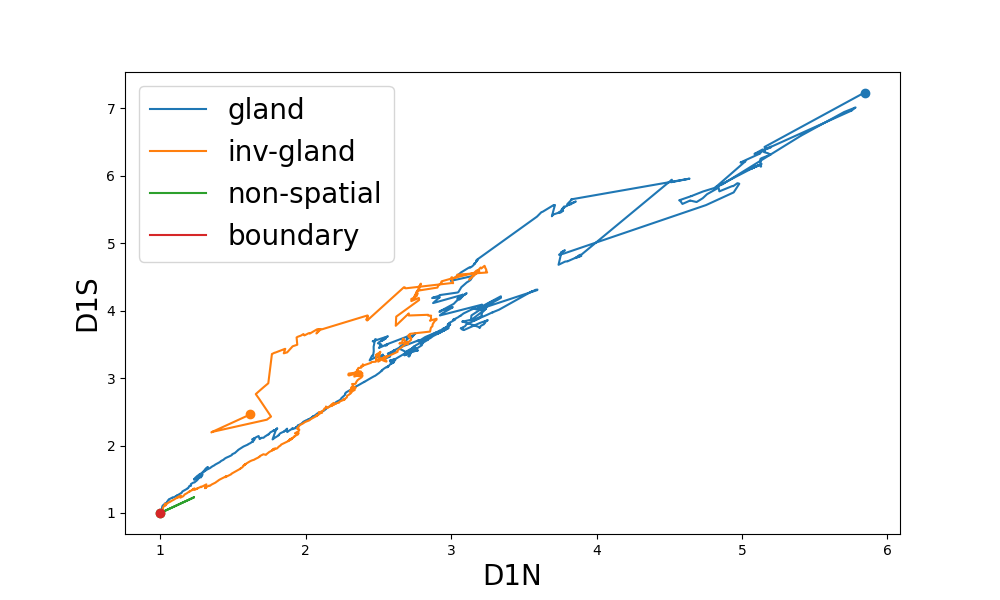 gland
inv-gland
non-spatial
boundary
7
6
5
4
3
2
1
D1S
1 2 3 4 5 6
D1N